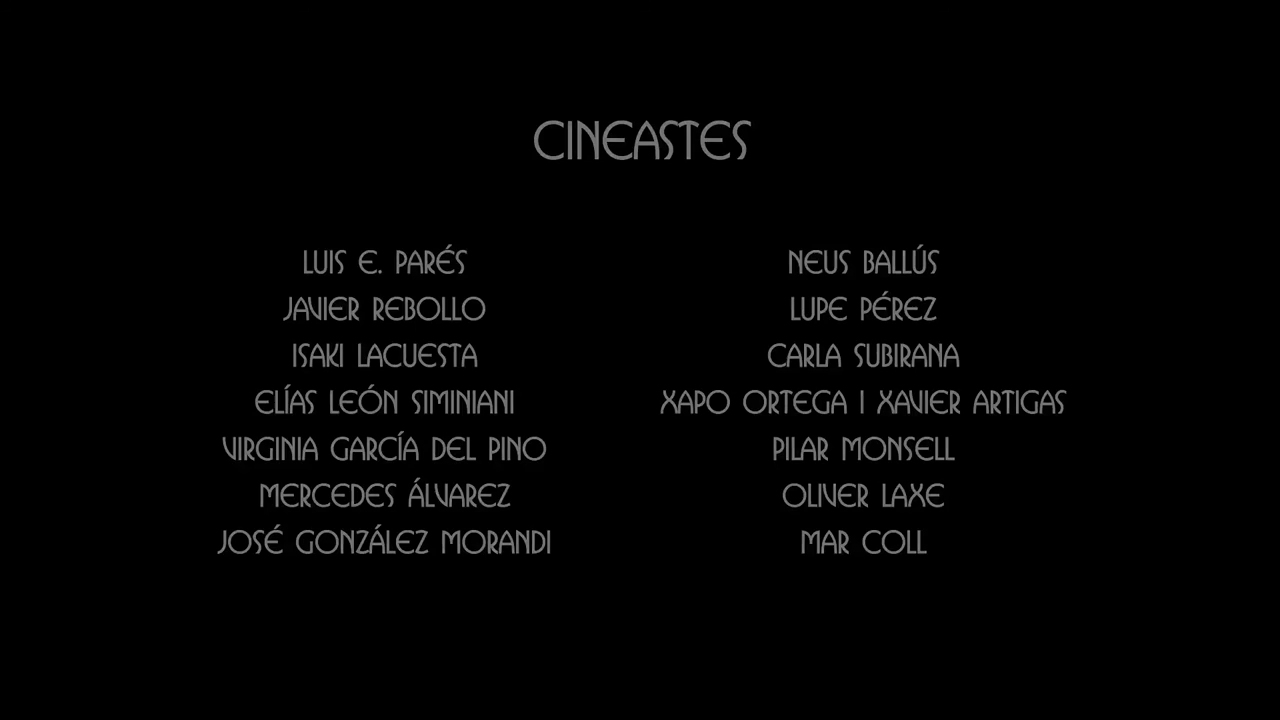 CINEASTES
LUIS E. PARÉS
JAVIER REBOLLO
ISAKI LACUESTA
ELÍAS LEÓN SIMINIANI
VIRGINIA GARCÍA DEL PINO
MERCEDES ÁLVAREZ
JOSÉ GONZÁLEZ MORANDI
NEUS BALLÚS
LUPE PÉREZ
CARLA SUBIRANA
XAPO ORTEGA I XAVIER ARTIGAS
PILAR MONSELL
OLIVER LAXE
MAR COLL